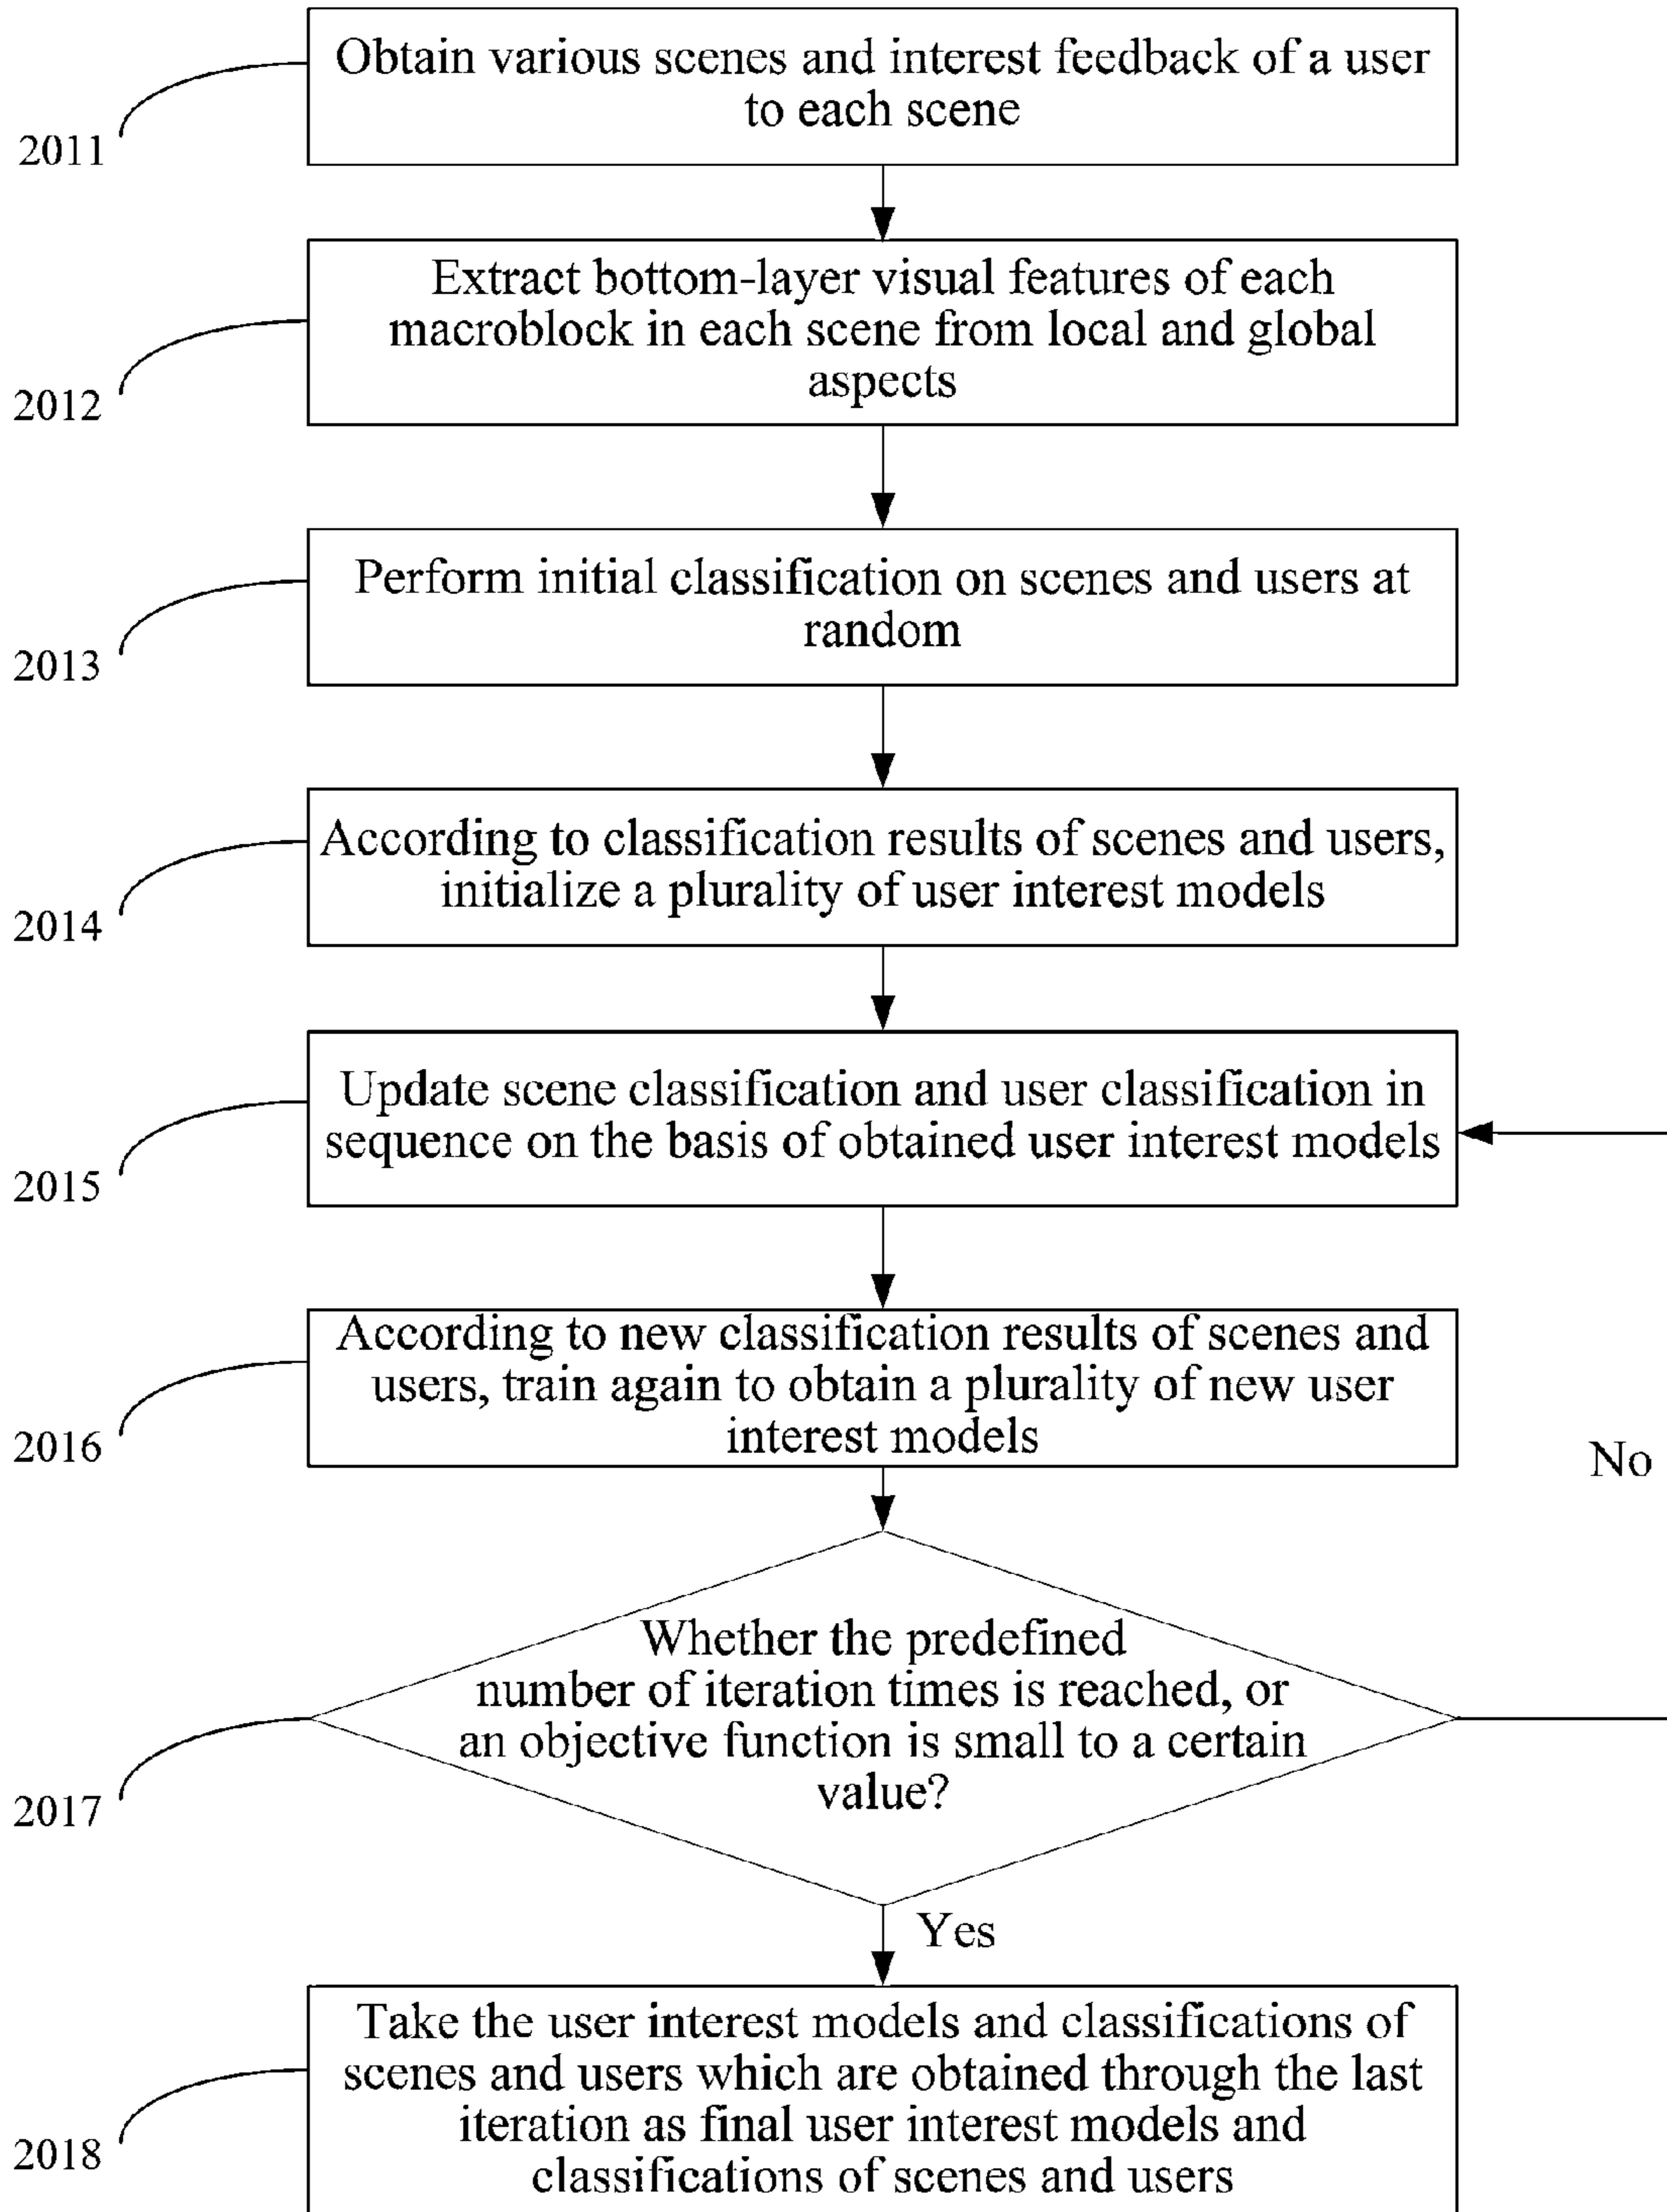 Obtain various scenes and interest feedback of a user
to each scene
2011
Extract bottom-layer visual features of each
macroblock in each scene from local and global
aspects
2012
Perform initial classification on scenes and users at
random
2013
According to classification results of scenes and users,
initialize a plurality of user interest models
2014
Update scene classification and user classification in
sequence on the basis of obtained user interest models
2015
According to new classification results of scenes and
users, train again to obtain a plurality of new user
interest models
2016
No
Whether the predefined
number of iteration times is reached, or
an objective function is small to a certain
value?
2017
Yes
Take the user interest models and classifications of
scenes and users which are obtained through the last
iteration as final user interest models and
classifications of scenes and users
2018